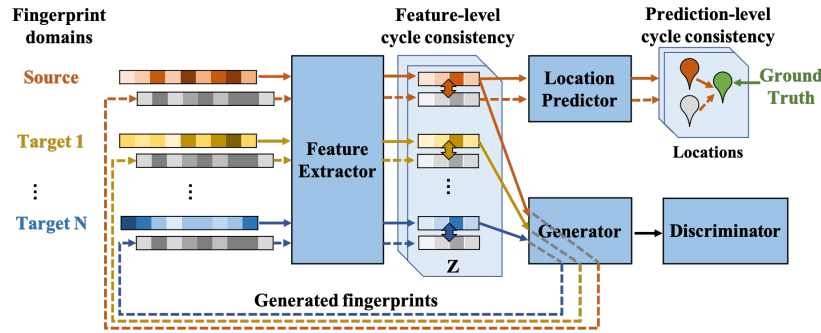 Fingerprint
domains
Feature-level
cycle consistency
Prediction-level
cycle consistency
Source
Target 1
⋮
Target N
Feature
Extractor
⋮
⋮
Z
Location
Predictor
Ground
Truth
Locations
Generator
Discriminator
Generated fingerprints